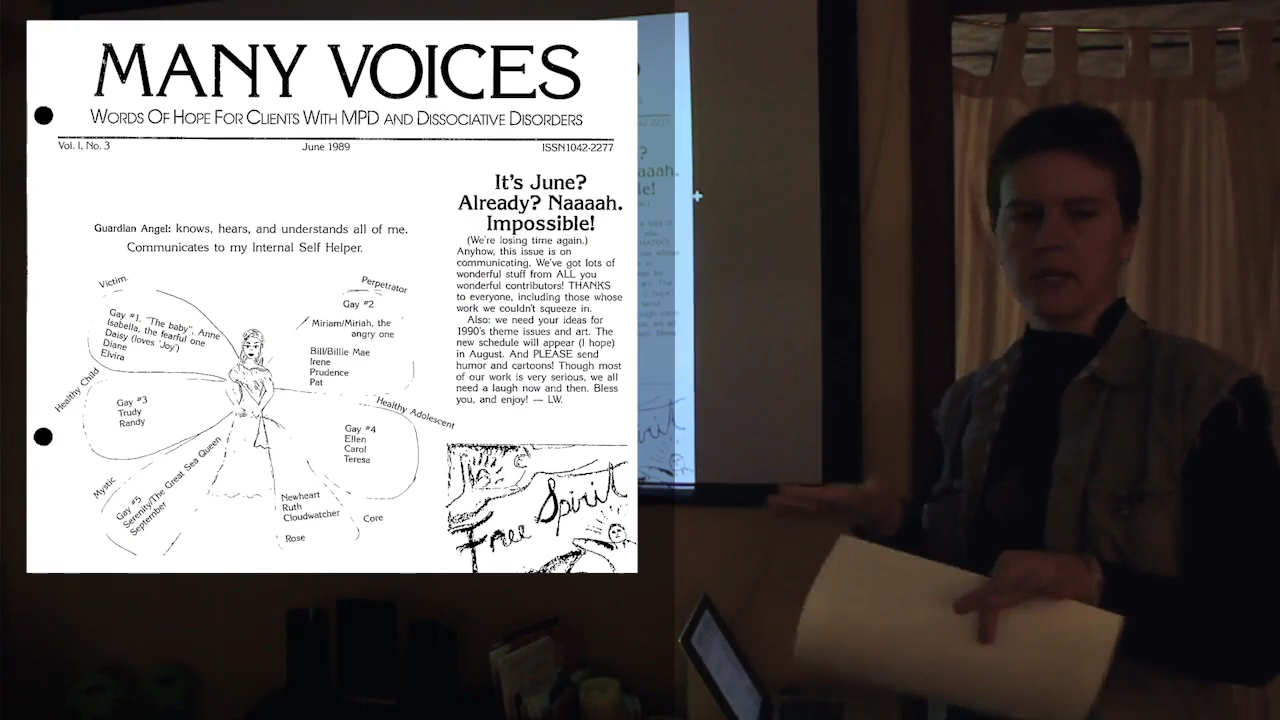 MANY VOICES
WORDS OF HOPE FOR CLIENTS WITH MPD AND DISSOCIATIVE DISORDERS
Vol. I, No. 3 June 1989 ISSN1042-2277
Guardian Angel: knows, hears, and understands all of me.
Communicates to my Internal Self Helper.
Victim
Gay #1, "The baby", Anne
Isabella, the fearful one
Daisy (loves 'Joy')
Diane
Elvira
Perpetrator
Gay #2
Miriam/Miriah, the
angry one
Bill/Billie Mae
Irene
Prudence
Pat
Healthy Child
Gay #3
Trudy
Randy
Healthy Adolescent
Gay #4
Ellen
Carol
Teresa
Mystic
Gay #5
Serenity/The Great Sea Queen
September
Newheart
Ruth
Cloudwatcher
Rose
Core
It's June?
Already? Naaaah.
Impossible!
(We're losing time again.)
Anyhow, this issue is on
communicating. We've got lots of
wonderful stuff from ALL you
wonderful contributors! THANKS
to everyone, including those whose
work we couldn't squeeze in.
Also: we need your ideas for
1990's theme issues and art. The
new schedule will appear (I hope)
in August. And PLEASE send
humor and cartoons! Though most
of our work is very serious, we all
need a laugh now and then. Bless
you, and enjoy! — LW.
Free Spirit
aaah.
le!